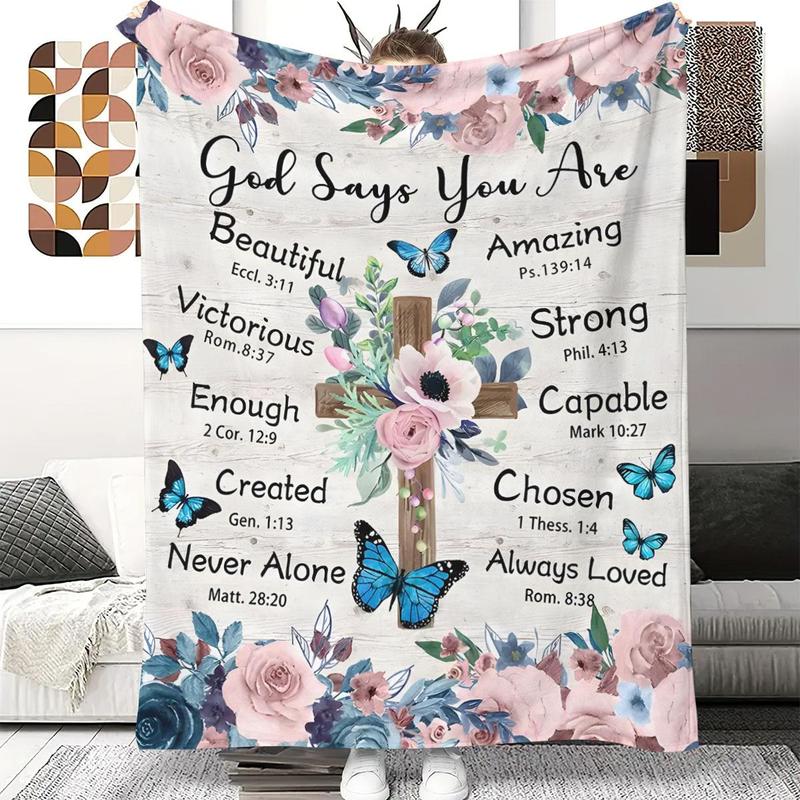 God Says You Are
Beautiful
Eccl. 3:11
Amazing
Ps.139:14
Victorious
Rom.8:37
Strong
Phil. 4:13
Enough
2 Cor. 12:9
Capable
Mark 10:27
Created
Gen. 1:13
Chosen
1 Thess. 1:4
Never Alone
Matt. 28:20
Always Loved
Rom. 8:38